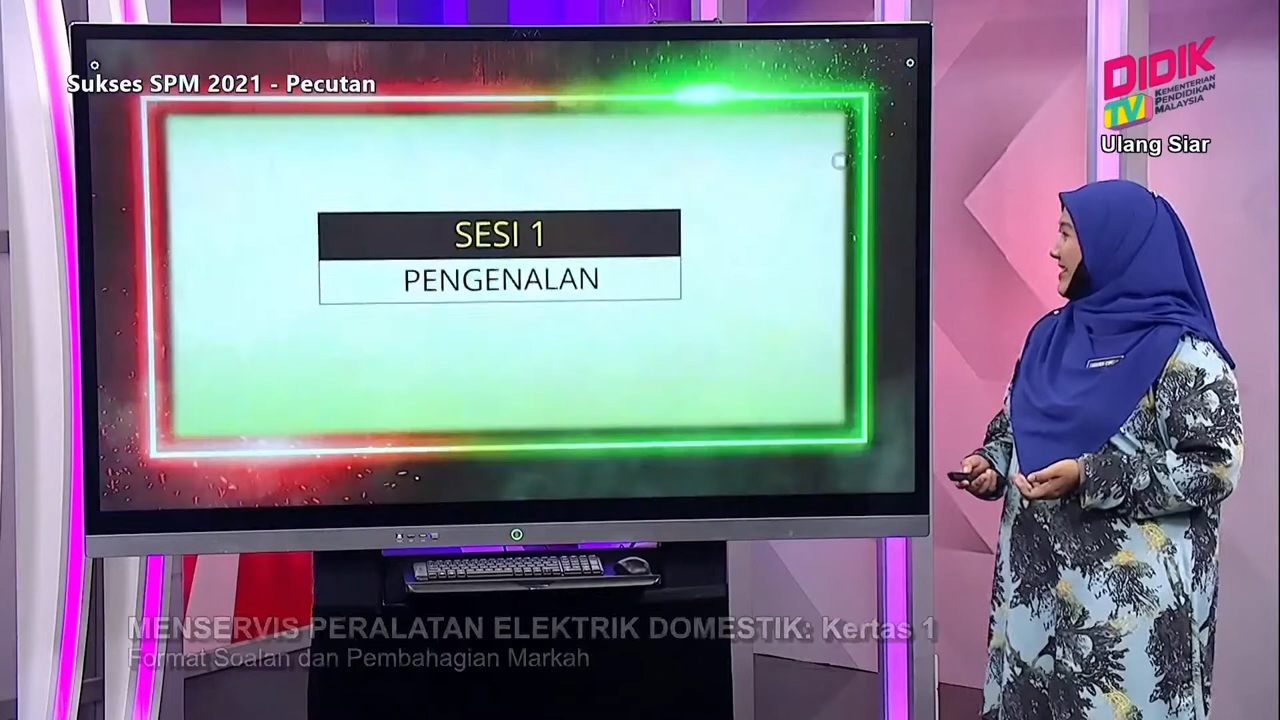 Sukses SPM 2021 - Pecutan
DIDIK
TV
KEMENTERIAN
PENDIDIKAN
MALAYSIA
Ulang Siar
SESI 1
PENGENALAN
MENSERVIS PERALATAN ELEKTRIK DOMESTIK: Kertas 1
Format Soalan dan Pembahagian Markah